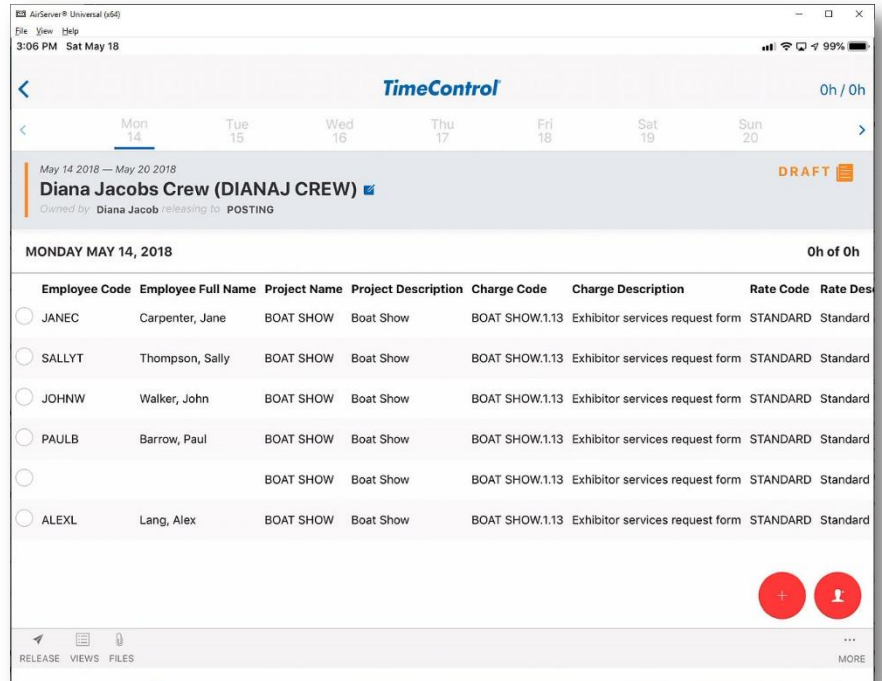 AirServer® Universal (x64)
File View Help
3:06 PM Sat May 18 99%
TimeControl 0h / 0h
Mon Tue Wed Thu Fri Sat Sun
14 15 16 17 18 19 20
May 14 2018 — May 20 2018 DRAFT
Diana Jacobs Crew (DIANAJ CREW)
Owned by Diana Jacob releasing to POSTING
MONDAY MAY 14, 2018 0h of 0h
Employee Code Employee Full Name Project Name Project Description Charge Code Charge Description Rate Code Rate Des
JANEC Carpenter, Jane BOAT SHOW Boat Show BOAT SHOW.1.13 Exhibitor services request form STANDARD Standard
SALLYT Thompson, Sally BOAT SHOW Boat Show BOAT SHOW.1.13 Exhibitor services request form STANDARD Standard
JOHNW Walker, John BOAT SHOW Boat Show BOAT SHOW.1.13 Exhibitor services request form STANDARD Standard
PAULB Barrow, Paul BOAT SHOW Boat Show BOAT SHOW.1.13 Exhibitor services request form STANDARD Standard
BOAT SHOW Boat Show BOAT SHOW.1.13 Exhibitor services request form STANDARD Standard
ALEXL Lang, Alex BOAT SHOW Boat Show BOAT SHOW.1.13 Exhibitor services request form STANDARD Standard
RELEASE VIEWS FILES MORE